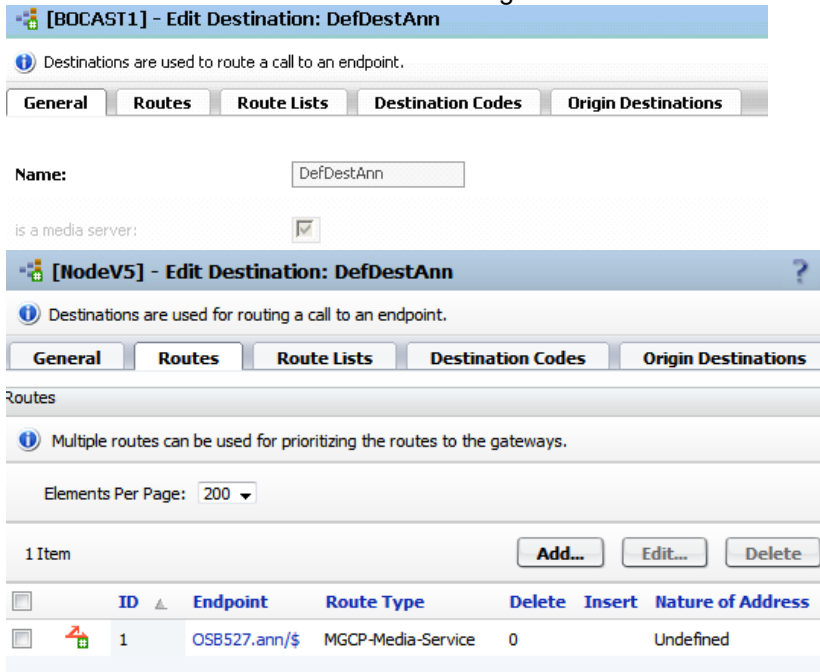 [BOCAST1] - Edit Destination: DefDestAnn
Destinations are used to route a call to an endpoint.
General Routes Route Lists Destination Codes Origin Destinations
Name: DefDestAnn
is a media server:
[NodeV5] - Edit Destination: DefDestAnn ?
Destinations are used for routing a call to an endpoint.
General Routes Route Lists Destination Codes Origin Destinations
Routes
Multiple routes can be used for prioritizing the routes to the gateways.
Elements Per Page: 200
1 Item Add... Edit... Delete
ID Endpoint Route Type Delete Insert Nature of Address
1 OSB527.ann/$ MGCP-Media-Service 0 Undefined